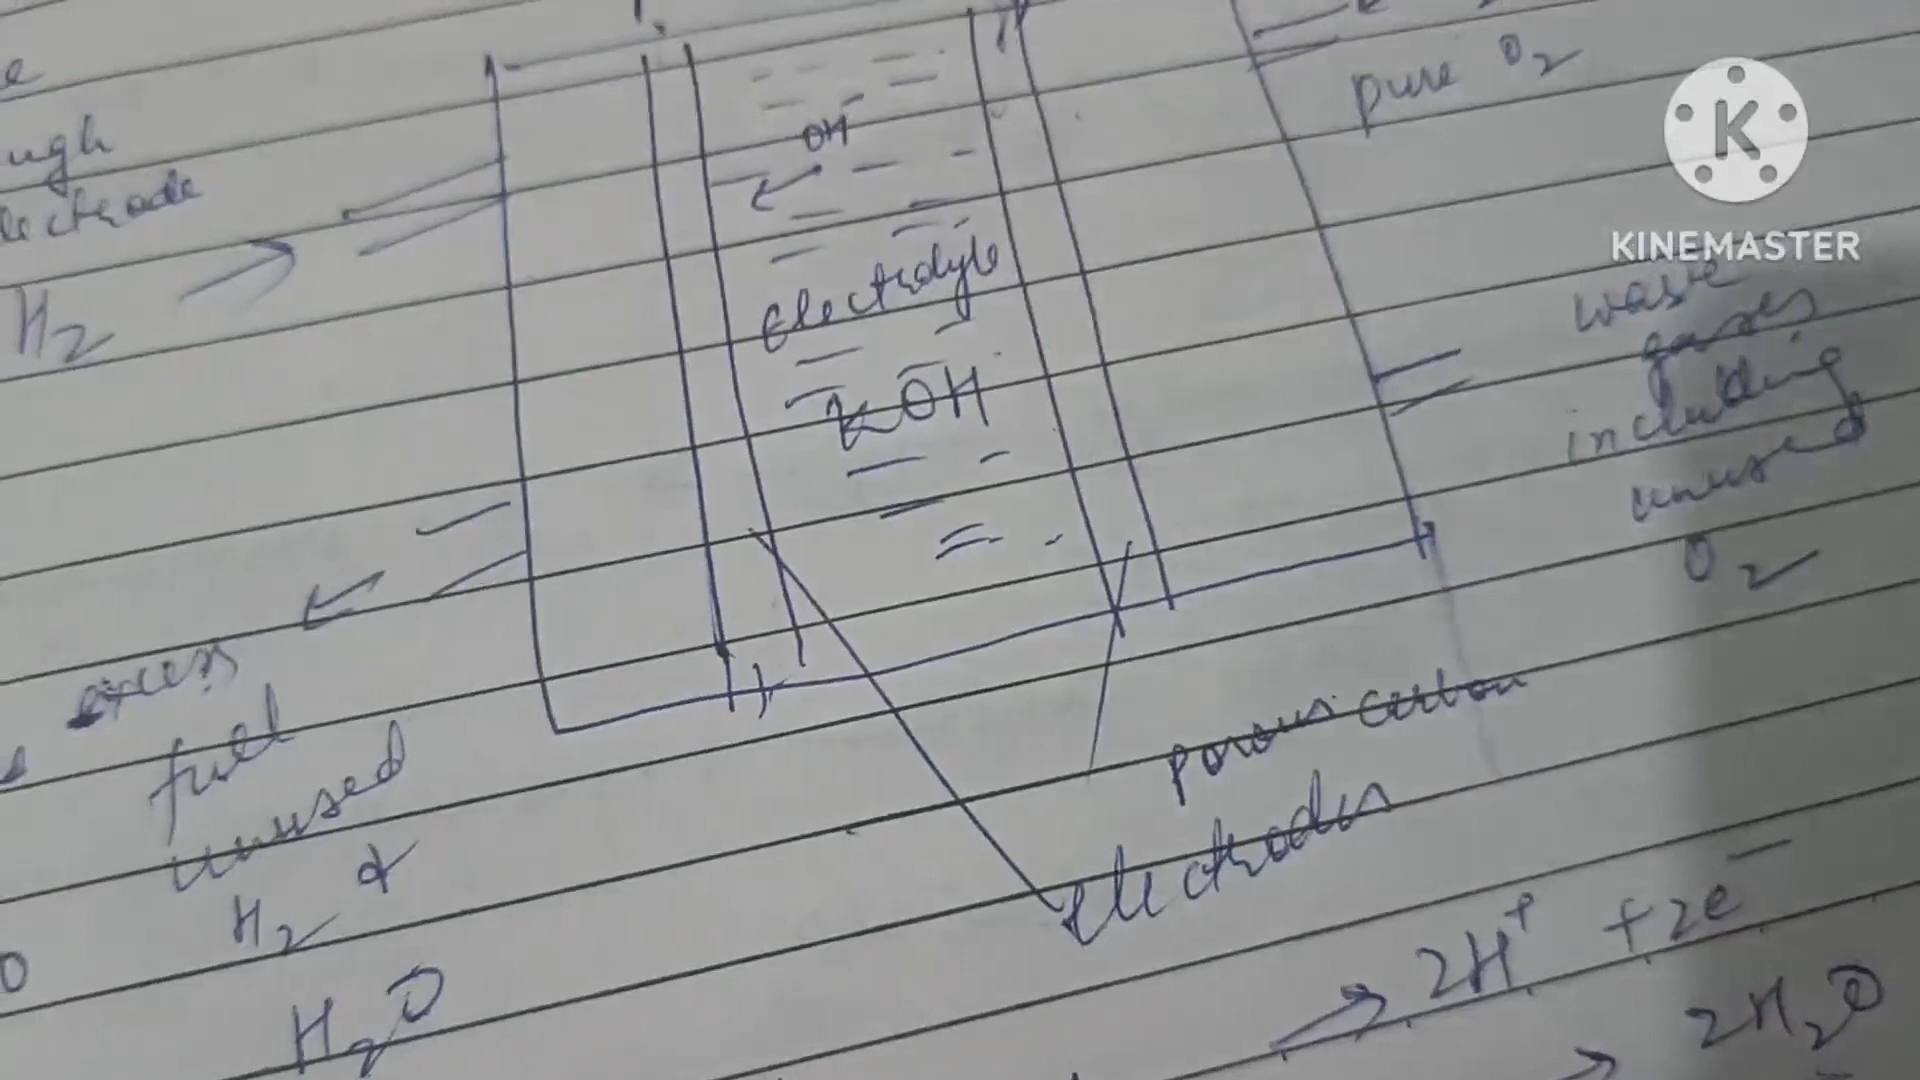 ugh
lectrode
H2
excess
fuel
unused
H2 &
H2O
OH
Electrolyte
KOH
pure O2
KINEMASTER
waste
gases
including
unused
O2
porous carbon
electrodes
→ 2H+ + 2e-
→ 2H2O